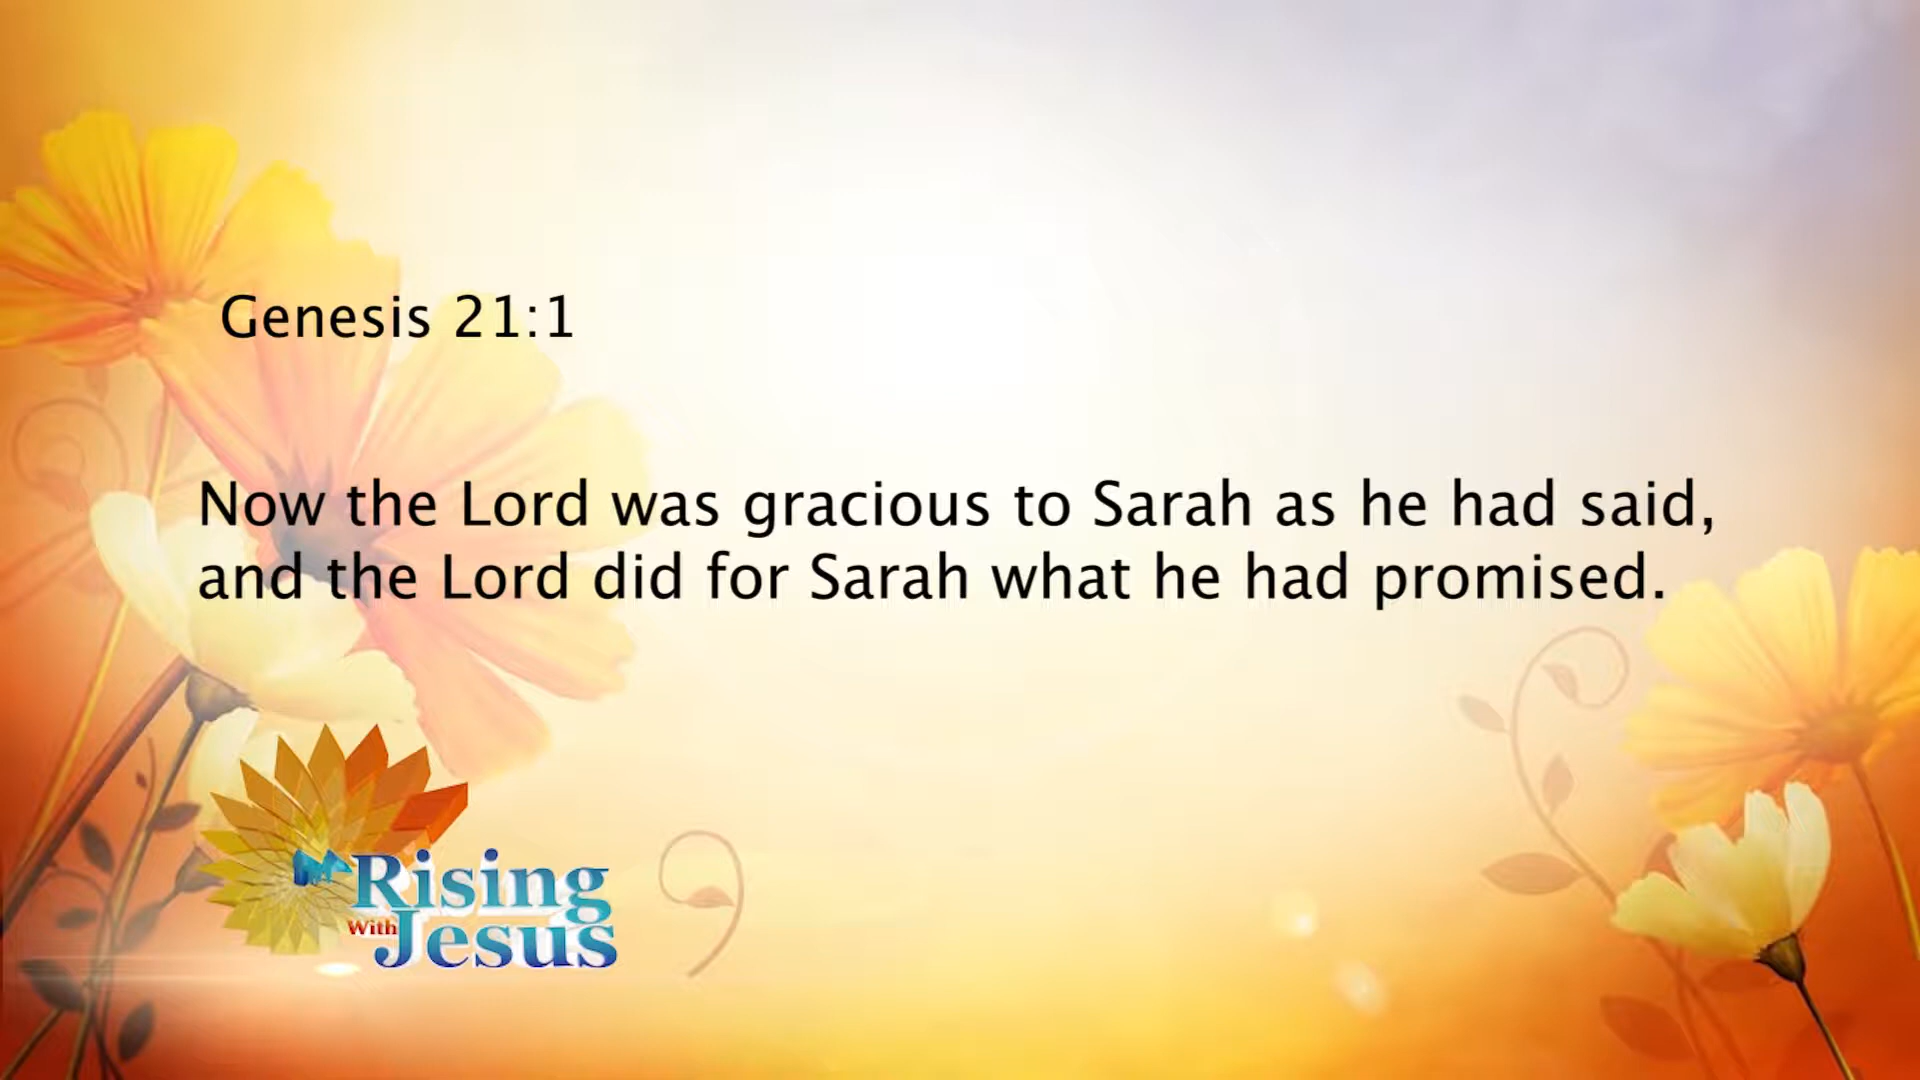 Genesis 21:1
Now the Lord was gracious to Sarah as he had said,
and the Lord did for Sarah what he had promised.
Rising
With
Jesus